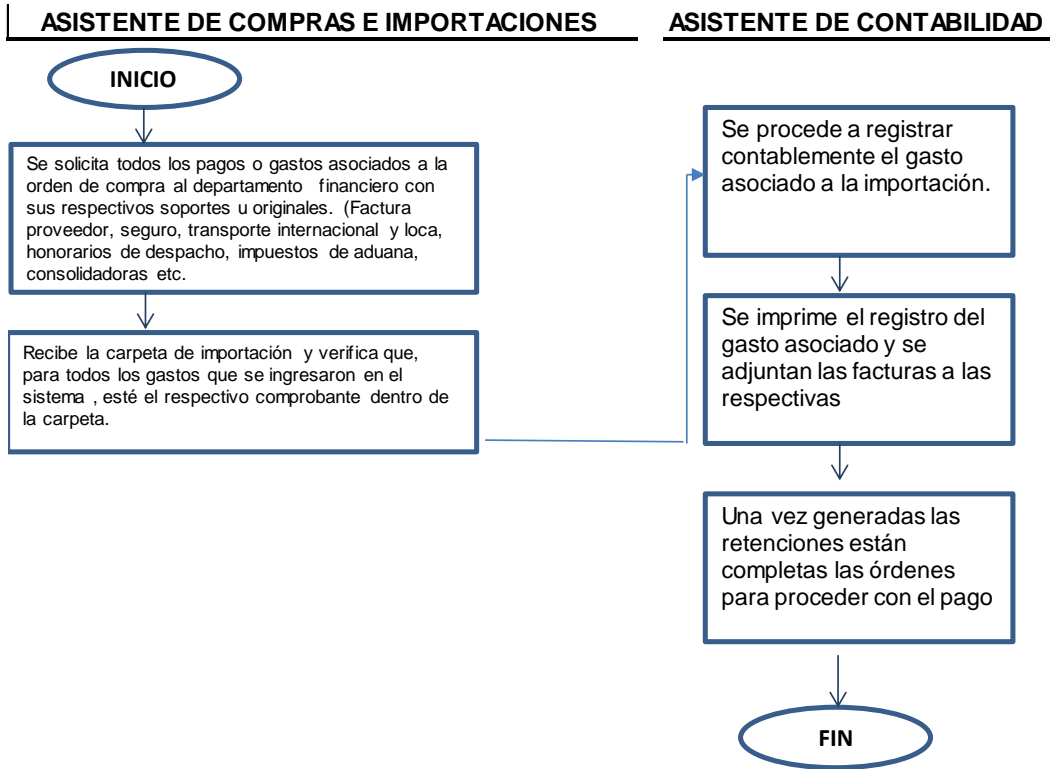 ASISTENTE DE COMPRAS E IMPORTACIONES
INICIO
Se solicita todos los pagos o gastos asociados a la
orden de compra al departamento financiero con
sus respectivos soportes u originales. (Factura
proveedor, seguro, transporte internacional y loca,
honorarios de despacho, impuestos de aduana,
consolidadoras etc.
Recibe la carpeta de importación y verifica que,
para todos los gastos que se ingresaron en el
sistema , esté el respectivo comprobante dentro de
la carpeta.
ASISTENTE DE CONTABILIDAD
Se procede a registrar
contablemente el gasto
asociado a la importación.
Se imprime el registro del
gasto asociado y se
adjuntan las facturas a las
respectivas
Una vez generadas las
retenciones están
completas las órdenes
para proceder con el pago
FIN